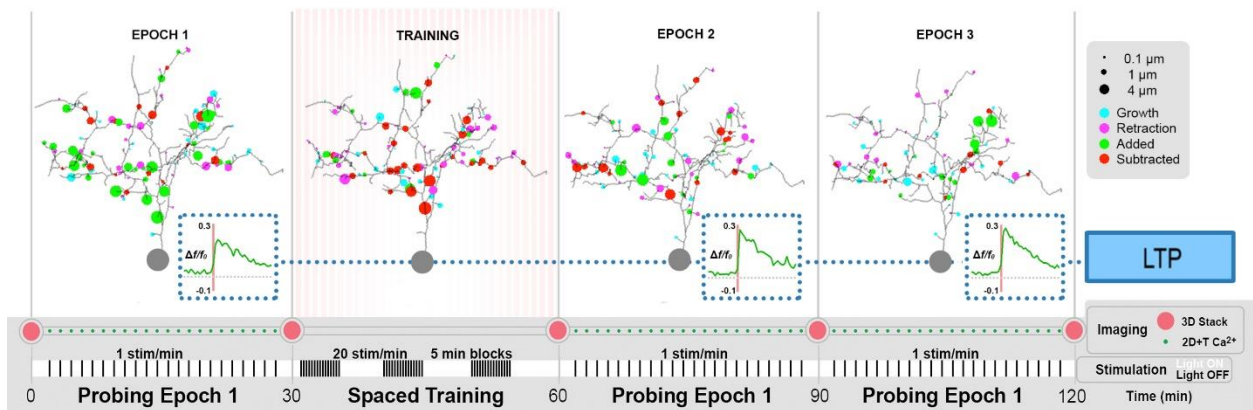 EPOCH 1
TRAINING
EPOCH 2
EPOCH 3
0.1 µm
1 µm
4 µm
Growth
Retraction
Added
Subtracted
0.3
Δf/f₀
-0.1
0.3
Δf/f₀
-0.1
0.3
Δf/f₀
-0.1
LTP
Imaging
3D Stack
2D+T Ca²⁺
1 stim/min
20 stim/min
5 min blocks
1 stim/min
1 stim/min
Stimulation
Light ON
Light OFF
0
Probing Epoch 1
30
Spaced Training
60
Probing Epoch 1
90
Probing Epoch 1
120
Time (min)